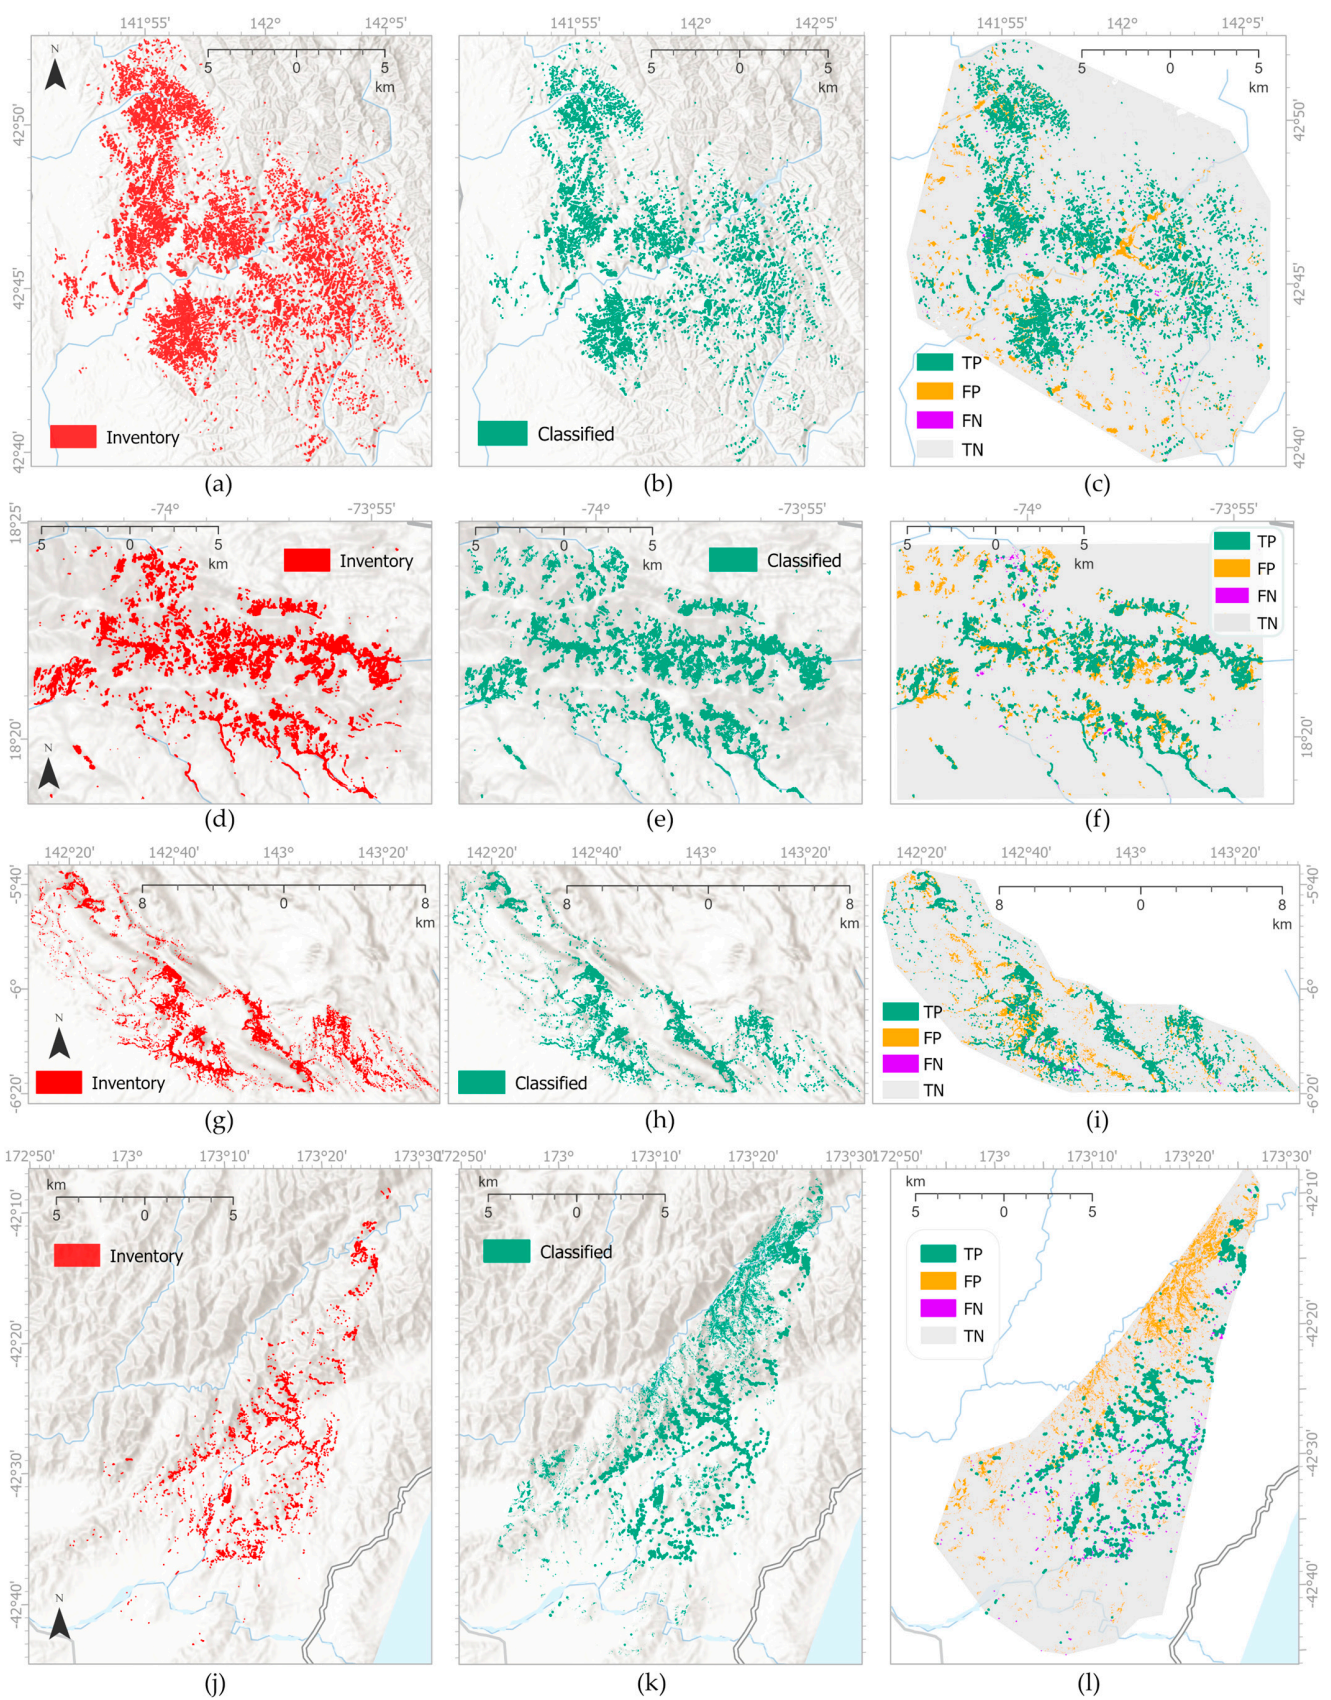 141°55' 142° 142°5' 141°55' 142° 142°5' 141°55' 142° 142°5'
N
5 0 5 5 0 5 5 0 5
km km km
42°50' 42°50'
42°45' 42°45'
TP
FP
Inventory Classified FN
42°40' TN 42°40'
(a) (b) (c)
-74° -73°55' -74° -73°55' -74° -73°55'
18°25'
5 0 5 5 0 5 5 0 5
km km km
Inventory Classified TP
FP
FN
TN
18°20' 18°20'
N
(d) (e) (f)
142°20' 142°40' 143° 143°20' 142°20' 142°40' 143° 143°20' 142°20' 142°40' 143° 143°20'
-5°40' -5°40'
8 0 8 8 0 8 8 0 8
km km km
-6° -6°
N TP
FP
Inventory Classified FN
-6°20' TN -6°20'
(g) (h) (i)
172°50' 173° 173°10' 173°20' 173°30' 173° 173°10' 173°20' 173°30' 172°50' 173° 173°10' 173°20' 173°30'
km km km
5 0 5 5 0 5 5 0 5
-42°10' -42°10'
Inventory Classified TP
FP
FN
TN
-42°20' -42°20'
-42°30' -42°30'
-42°40' -42°40'
N
(j) (k) (l)